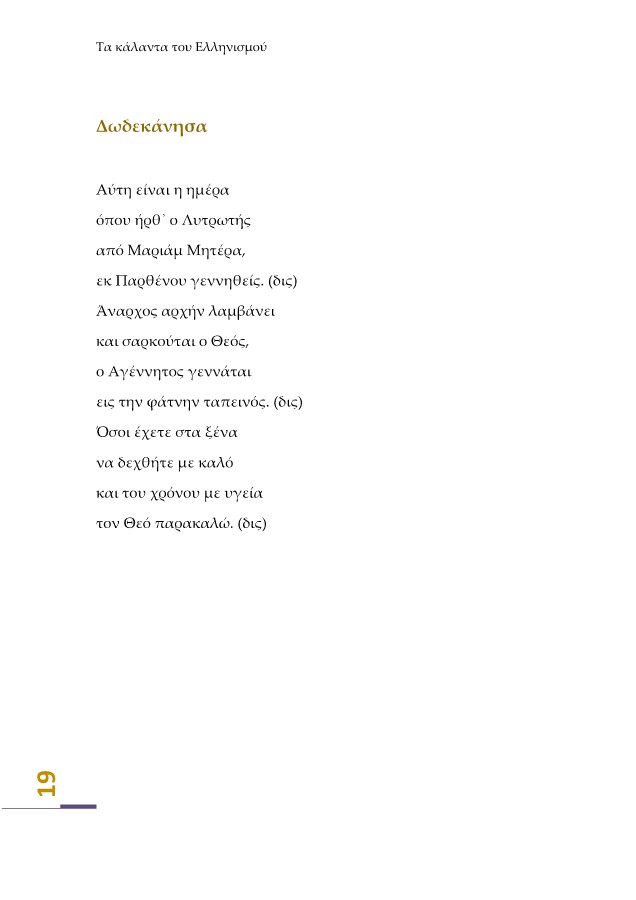 Τα κάλαντα του Ελληνισμού
Δωδεκάνησα
Αύτη είναι η ημέρα
όπου ήρθ᾽ ο Λυτρωτής
από Μαριάμ Μητέρα,
εκ Παρθένου γεννηθείς. (δις)
Άναρχος αρχήν λαμβάνει
και σαρκούται ο Θεός,
ο Αγέννητος γεννάται
εις την φάτνην ταπεινός. (δις)
Όσοι έχετε στα ξένα
να δεχθήτε με καλό
και του χρόνου με υγεία
τον Θεό παρακαλώ. (δις)
19